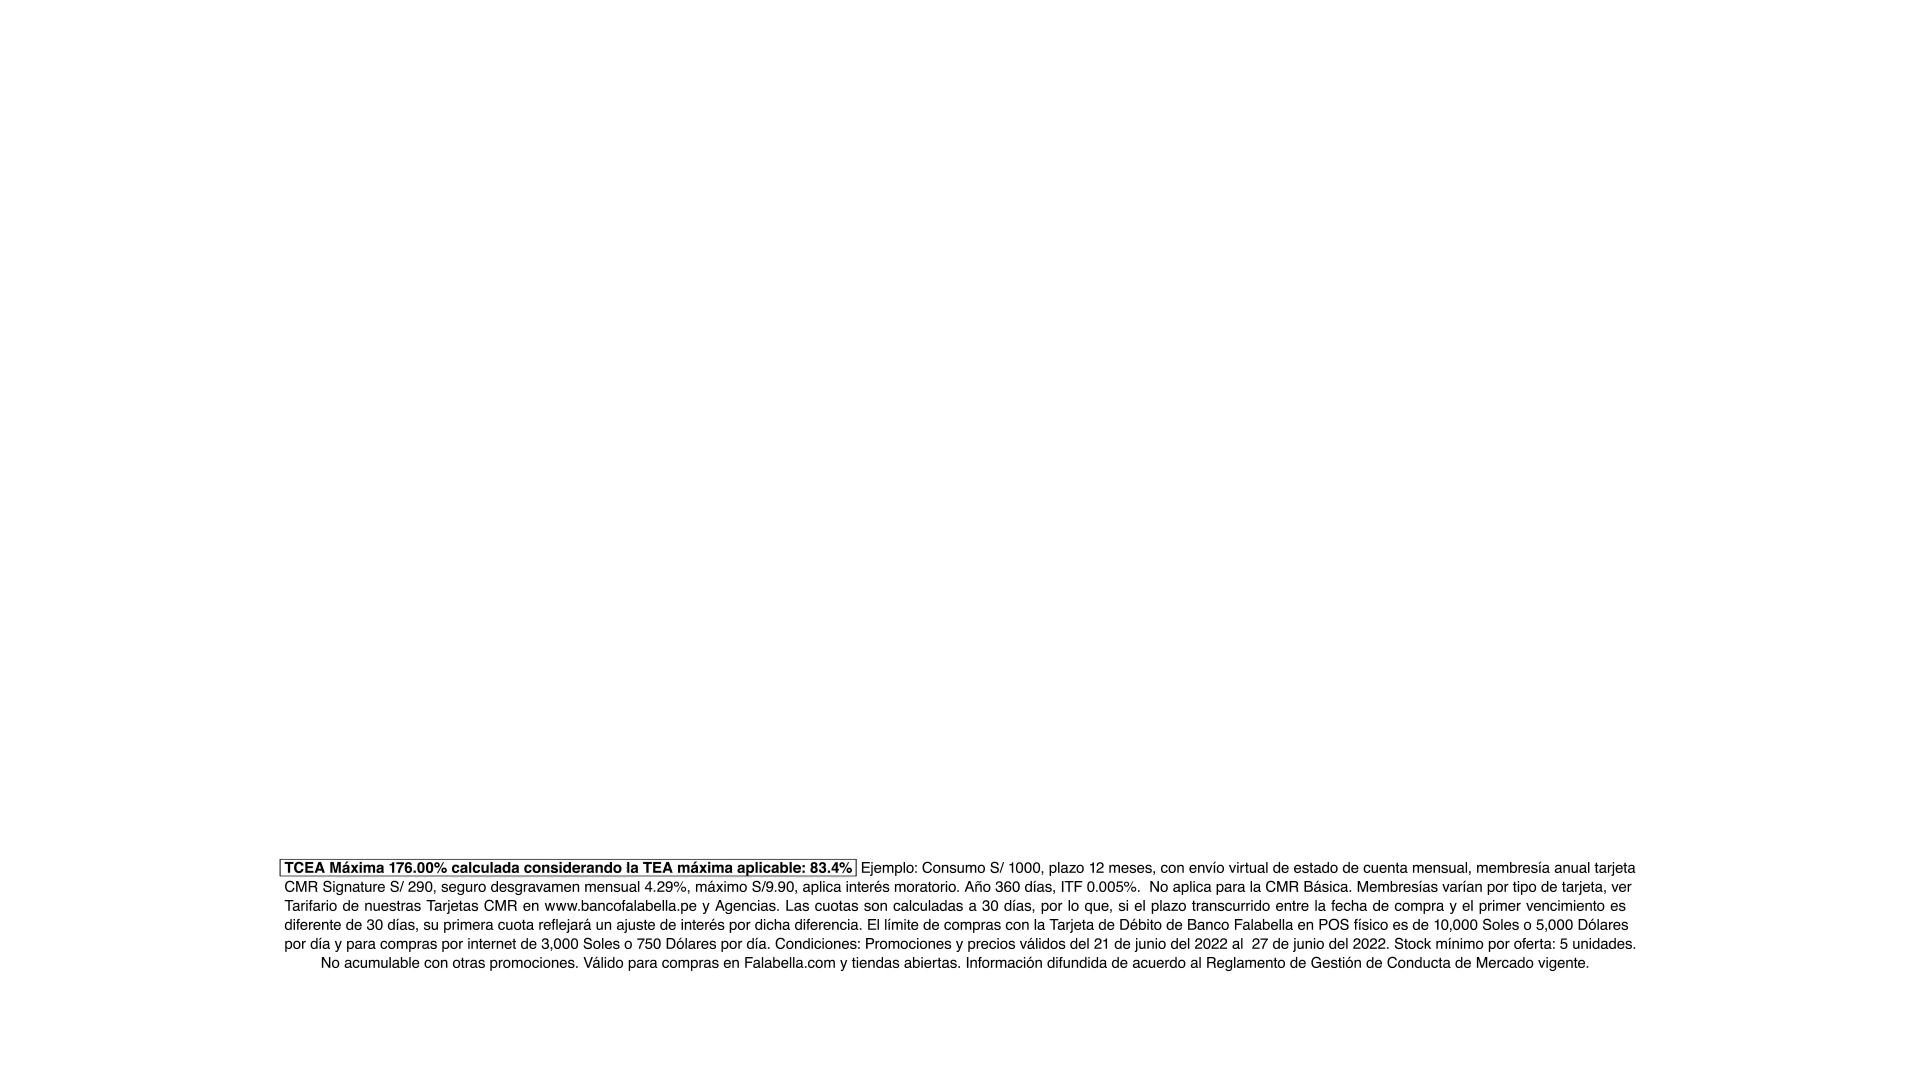 TCEA Máxima 176.00% calculada considerando la TEA máxima aplicable: 83.4% Ejemplo: Consumo S/ 1000, plazo 12 meses, con envío virtual de estado de cuenta mensual, membresía anual tarjeta
CMR Signature S/ 290, seguro desgravamen mensual 4.29%, máximo S/9.90, aplica interés moratorio. Año 360 días, ITF 0.005%.  No aplica para la CMR Básica. Membresías varían por tipo de tarjeta, ver
Tarifario de nuestras Tarjetas CMR en www.bancofalabella.pe y Agencias. Las cuotas son calculadas a 30 días, por lo que, si el plazo transcurrido entre la fecha de compra y el primer vencimiento es
diferente de 30 días, su primera cuota reflejará un ajuste de interés por dicha diferencia. El límite de compras con la Tarjeta de Débito de Banco Falabella en POS físico es de 10,000 Soles o 5,000 Dólares
por día y para compras por internet de 3,000 Soles o 750 Dólares por día. Condiciones: Promociones y precios válidos del 21 de junio del 2022 al  27 de junio del 2022. Stock mínimo por oferta: 5 unidades.
No acumulable con otras promociones. Válido para compras en Falabella.com y tiendas abiertas. Información difundida de acuerdo al Reglamento de Gestión de Conducta de Mercado vigente.